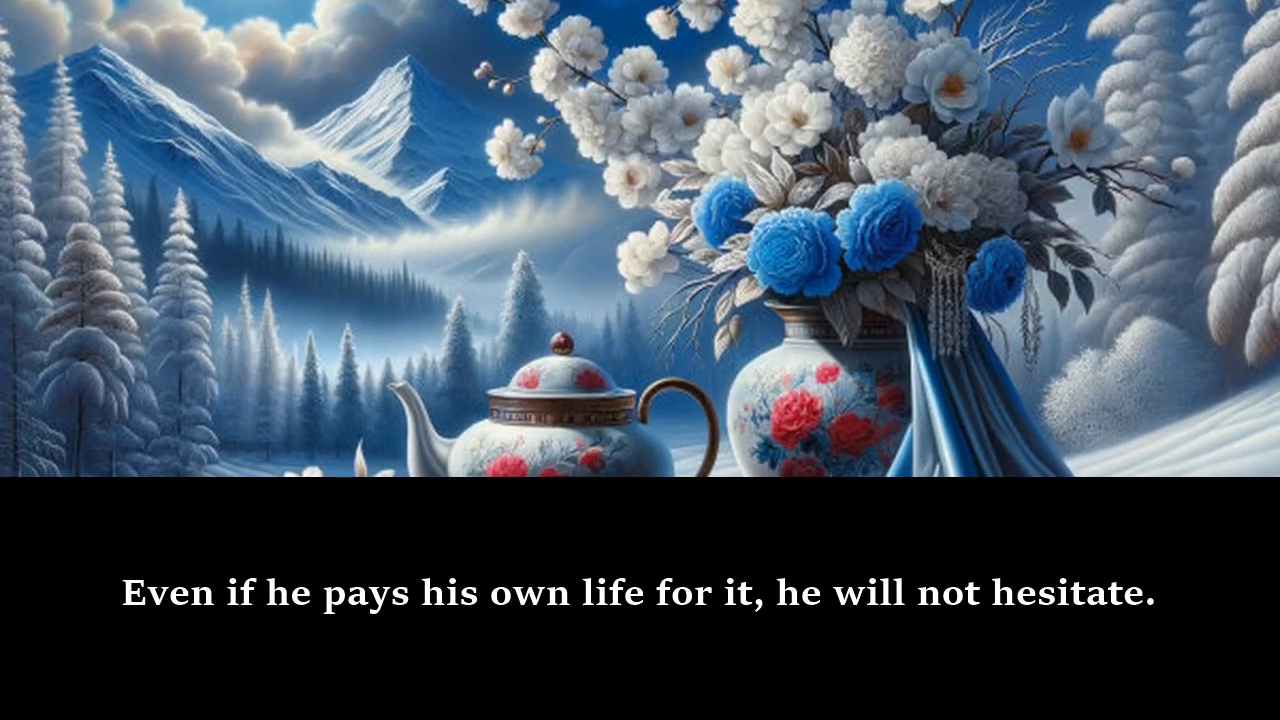 Even if he pays his own life for it, he will not hesitate.